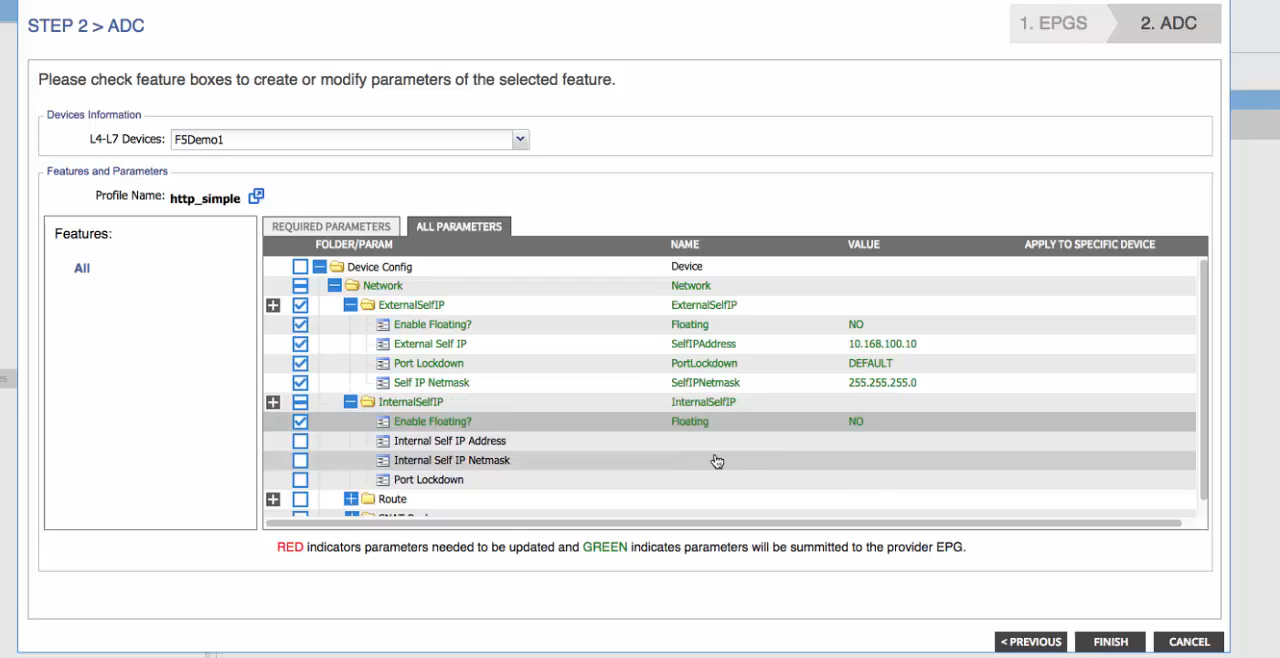 STEP 2 > ADC
1. EPGS
2. ADC
Please check feature boxes to create or modify parameters of the selected feature.
Devices Information
L4-L7 Devices: F5Demo1
Features and Parameters
Profile Name: http_simple
Features:
All
REQUIRED PARAMETERS ALL PARAMETERS
FOLDER/PARAM NAME VALUE APPLY TO SPECIFIC DEVICE
Device Config Device
Network Network
ExternalSelfIP ExternalSelfIP
Enable Floating? Floating NO
External Self IP SelfIPAddress 10.168.100.10
Port Lockdown PortLockdown DEFAULT
Self IP Netmask SelfIPNetmask 255.255.255.0
InternalSelfIP InternalSelfIP
Enable Floating? Floating NO
Internal Self IP Address
Internal Self IP Netmask
Port Lockdown
Route
RED indicators parameters needed to be updated and GREEN indicates parameters will be summitted to the provider EPG.
< PREVIOUS FINISH CANCEL